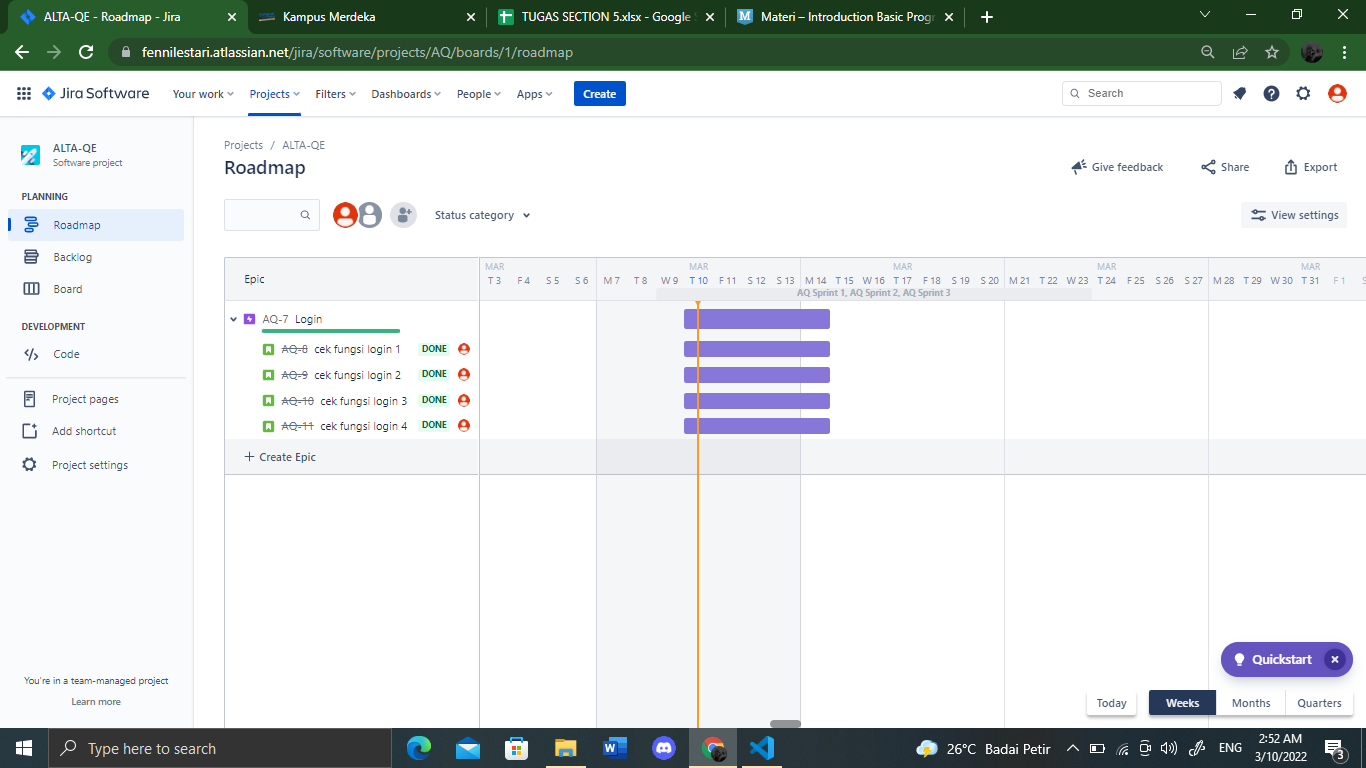 ALTA-QE - Roadmap - Jira
Kampus Merdeka
TUGAS SECTION 5.xlsx - Google S
Materi – Introduction Basic Progr
fennilestari.atlassian.net/jira/software/projects/AQ/boards/1/roadmap
Jira Software
Your work
Projects
Filters
Dashboards
People
Apps
Create
Search
ALTA-QE
Software project
PLANNING
Roadmap
Backlog
Board
DEVELOPMENT
Code
Project pages
Add shortcut
Project settings
You're in a team-managed project
Learn more
Projects / ALTA-QE
Roadmap
Give feedback
Share
Export
Status category
View settings
Epic
MAR MAR MAR MAR MAR
T 3 F 4 S 5 S 6 M 7 T 8 W 9 T 10 F 11 S 12 S 13 M 14 T 15 W 16 T 17 F 18 S 19 S 20 M 21 T 22 W 23 T 24 F 25 S 26 S 27 M 28 T 29 W 30 T 31 F 1 S
AQ Sprint 1, AQ Sprint 2, AQ Sprint 3
AQ-7 Login
AQ-8 cek fungsi login 1 DONE
AQ-9 cek fungsi login 2 DONE
AQ-10 cek fungsi login 3 DONE
AQ-11 cek fungsi login 4 DONE
+ Create Epic
Quickstart
Today
Weeks
Months
Quarters
Type here to search
26°C Badai Petir
ENG
2:52 AM
3/10/2022
3